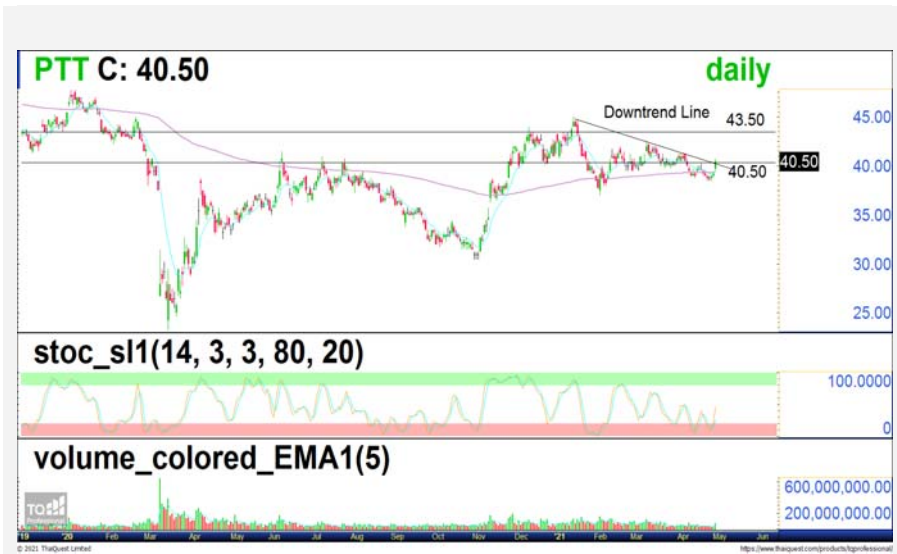 PTT C: 40.50
daily
Downtrend Line
43.50
40.50
45.00
40.00
35.00
30.00
25.00
40.50
stoc_sl1(14, 3, 3, 80, 20)
100.0000
0
volume_colored_EMA1(5)
600,000,000.00
200,000,000.00
TQ
'19 '20 Feb Mar Apr May Jun Jul Aug Sep Oct Nov Dec '21 Feb Mar Apr May Jun
© 2021 ThaiQuest Limited
https://www.thaiquest.com/products/tqprofessional/